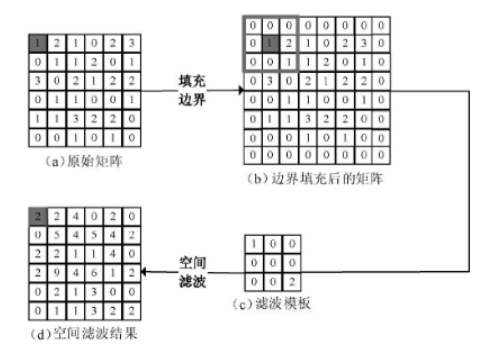 1 2 1 0 2 3
0 1 1 2 0 1
3 0 2 1 2 2
0 1 1 0 0 1
1 1 3 2 2 0
0 0 1 0 1 0
(a)原始矩阵
填充
边界
0 0 0 0 0 0 0 0
0 1 2 1 0 2 3 0
0 0 1 1 2 0 1 0
0 3 0 2 1 2 2 0
0 0 1 1 0 0 1 0
0 1 1 3 2 2 0 0
0 0 0 1 0 1 0 0
0 0 0 0 0 0 0 0
(b)边界填充后的矩阵
2 2 4 0 2 0
0 5 4 5 4 2
2 2 1 1 4 0
2 9 4 6 1 2
0 2 1 3 0 0
0 1 1 3 2 2
(d)空间滤波结果
空间
滤波
1 0 0
0 0 0
0 0 2
(c)滤波模板